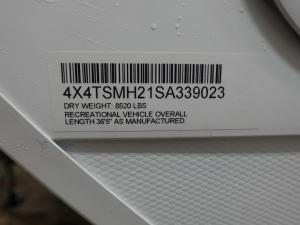 4X4TSMH21SA339023
DRY WEIGHT: 8520 LBS
RECREATIONAL VEHICLE OVERALL
LENGTH 36'5" AS MANUFACTURED.